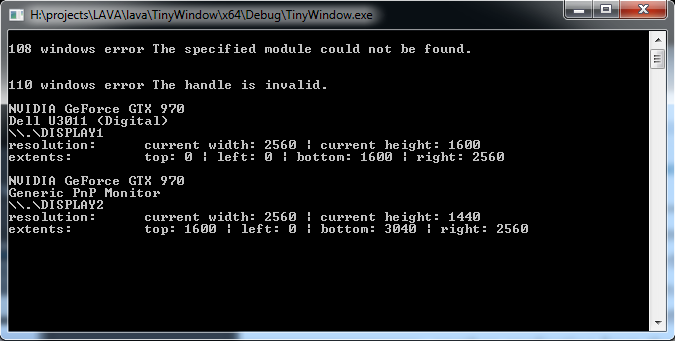 H:\projects\LAVA\lava\TinyWindow\x64\Debug\TinyWindow.exe
108 windows error The specified module could not be found.
110 windows error The handle is invalid.
NVIDIA GeForce GTX 970
Dell U3011 (Digital)
\\.\DISPLAY1
resolution: current width: 2560 ¦ current height: 1600
extents: top: 0 ¦ left: 0 ¦ bottom: 1600 ¦ right: 2560
NVIDIA GeForce GTX 970
Generic PnP Monitor
\\.\DISPLAY2
resolution: current width: 2560 ¦ current height: 1440
extents: top: 1600 ¦ left: 0 ¦ bottom: 3040 ¦ right: 2560